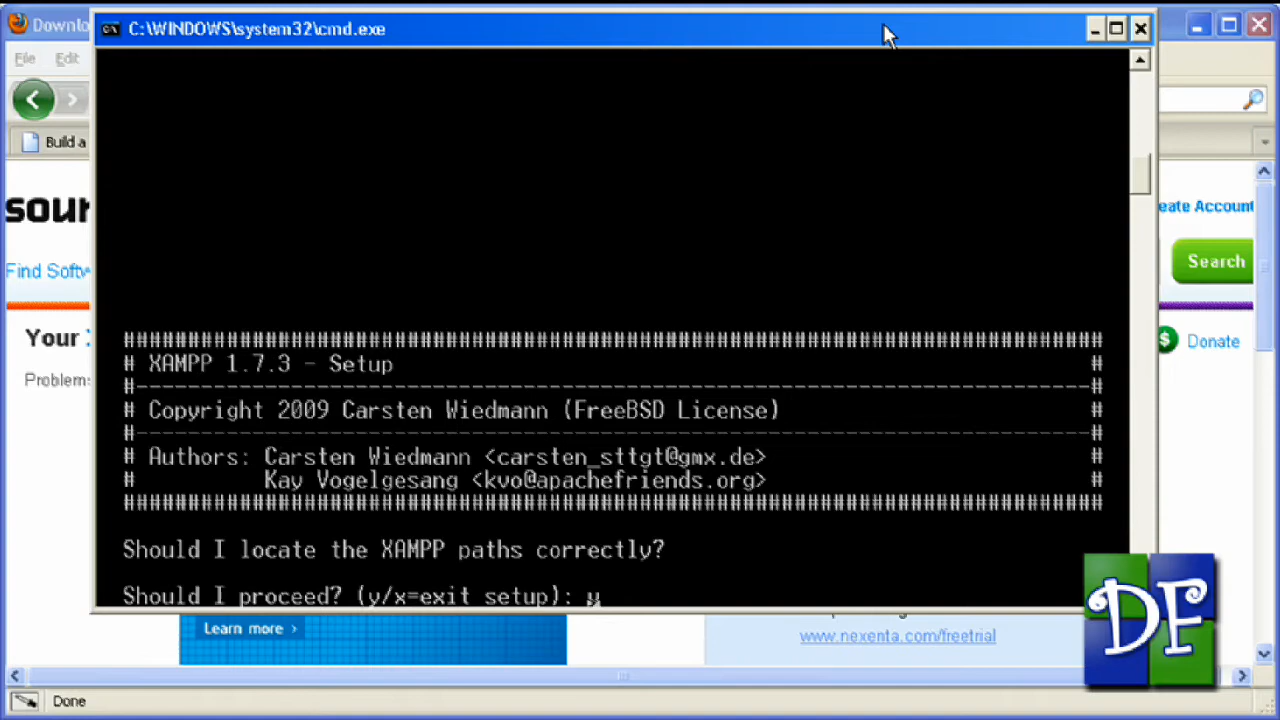 Downlo
C:\WINDOWS\system32\cmd.exe
File Edit
Build a
sour
eate Account
Find Softw
Search
Your X
Donate
Problems
################################################################################
# XAMPP 1.7.3 - Setup #
#------------------------------------------------------------------------------#
# Copyright 2009 Carsten Wiedmann (FreeBSD License) #
#------------------------------------------------------------------------------#
# Authors: Carsten Wiedmann <carsten_sttgt@gmx.de> #
# Kay Vogelgesang <kvo@apachefriends.org> #
################################################################################
Should I locate the XAMPP paths correctly?
Should I proceed? (y/x=exit setup): y
Learn more >
www.nexenta.com/freetrial
DF
Done